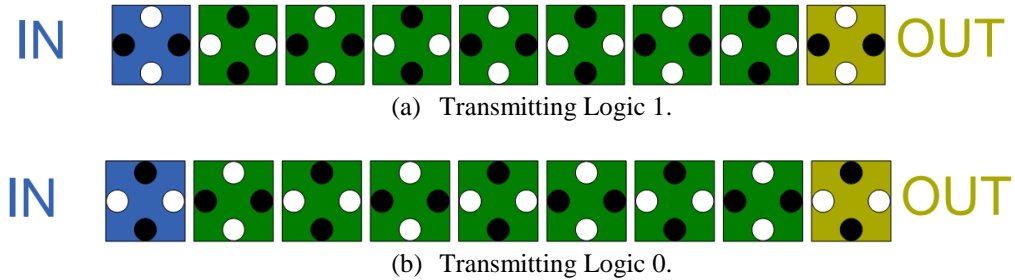 IN OUT
(a) Transmitting Logic 1.
IN OUT
(b) Transmitting Logic 0.